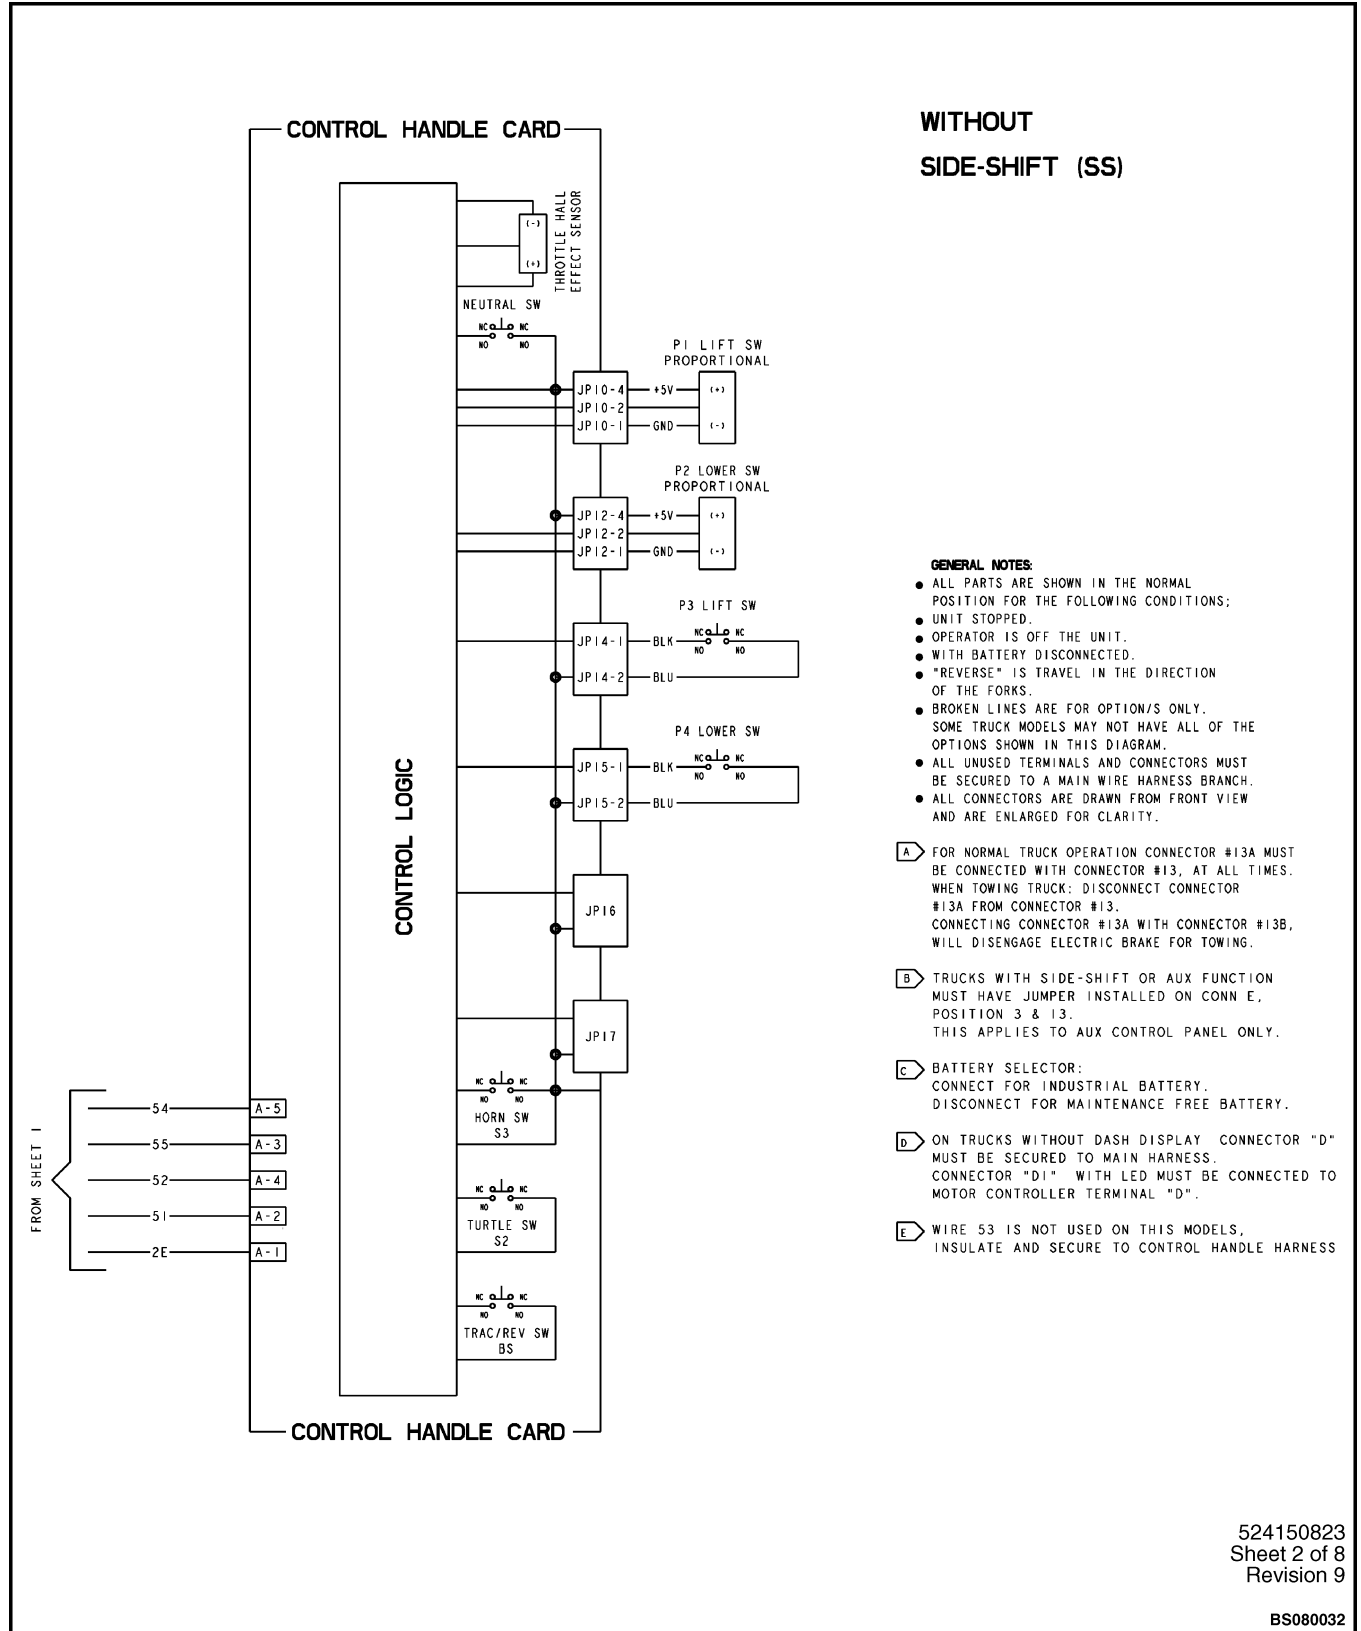 CONTROL HANDLE CARD
WITHOUT
SIDE-SHIFT (SS)
(-)
(+)
THROTTLE HALL
EFFECT SENSOR
NEUTRAL SW
NC NC
NO NO
P1 LIFT SW
PROPORTIONAL
JP10-4 +5V (+)
JP10-2
JP10-1 GND (-)
P2 LOWER SW
PROPORTIONAL
JP12-4 +5V (+)
JP12-2
JP12-1 GND (-)
P3 LIFT SW
NC NC
JP14-1 BLK
NO NO
JP14-2 BLU
P4 LOWER SW
NC NC
JP15-1 BLK
NO NO
JP15-2 BLU
CONTROL LOGIC
JP16
JP17
NC NC
NO NO
HORN SW
S3
NC NC
NO NO
TURTLE SW
S2
NC NC
NO NO
TRAC/REV SW
BS
FROM SHEET 1
54 A-5
55 A-3
52 A-4
51 A-2
2E A-1
CONTROL HANDLE CARD
GENERAL NOTES:
● ALL PARTS ARE SHOWN IN THE NORMAL
POSITION FOR THE FOLLOWING CONDITIONS;
● UNIT STOPPED.
● OPERATOR IS OFF THE UNIT.
● WITH BATTERY DISCONNECTED.
● "REVERSE" IS TRAVEL IN THE DIRECTION
OF THE FORKS.
● BROKEN LINES ARE FOR OPTION/S ONLY.
SOME TRUCK MODELS MAY NOT HAVE ALL OF THE
OPTIONS SHOWN IN THIS DIAGRAM.
● ALL UNUSED TERMINALS AND CONNECTORS MUST
BE SECURED TO A MAIN WIRE HARNESS BRANCH.
● ALL CONNECTORS ARE DRAWN FROM FRONT VIEW
AND ARE ENLARGED FOR CLARITY.
A FOR NORMAL TRUCK OPERATION CONNECTOR #13A MUST
BE CONNECTED WITH CONNECTOR #13, AT ALL TIMES.
WHEN TOWING TRUCK: DISCONNECT CONNECTOR
#13A FROM CONNECTOR #13.
CONNECTING CONNECTOR #13A WITH CONNECTOR #13B,
WILL DISENGAGE ELECTRIC BRAKE FOR TOWING.
B TRUCKS WITH SIDE-SHIFT OR AUX FUNCTION
MUST HAVE JUMPER INSTALLED ON CONN E,
POSITION 3 & 13.
THIS APPLIES TO AUX CONTROL PANEL ONLY.
C BATTERY SELECTOR:
CONNECT FOR INDUSTRIAL BATTERY.
DISCONNECT FOR MAINTENANCE FREE BATTERY.
D ON TRUCKS WITHOUT DASH DISPLAY CONNECTOR "D"
MUST BE SECURED TO MAIN HARNESS.
CONNECTOR "D1" WITH LED MUST BE CONNECTED TO
MOTOR CONTROLLER TERMINAL "D".
E WIRE 53 IS NOT USED ON THIS MODELS,
INSULATE AND SECURE TO CONTROL HANDLE HARNESS
524150823
Sheet 2 of 8
Revision 9
BS080032